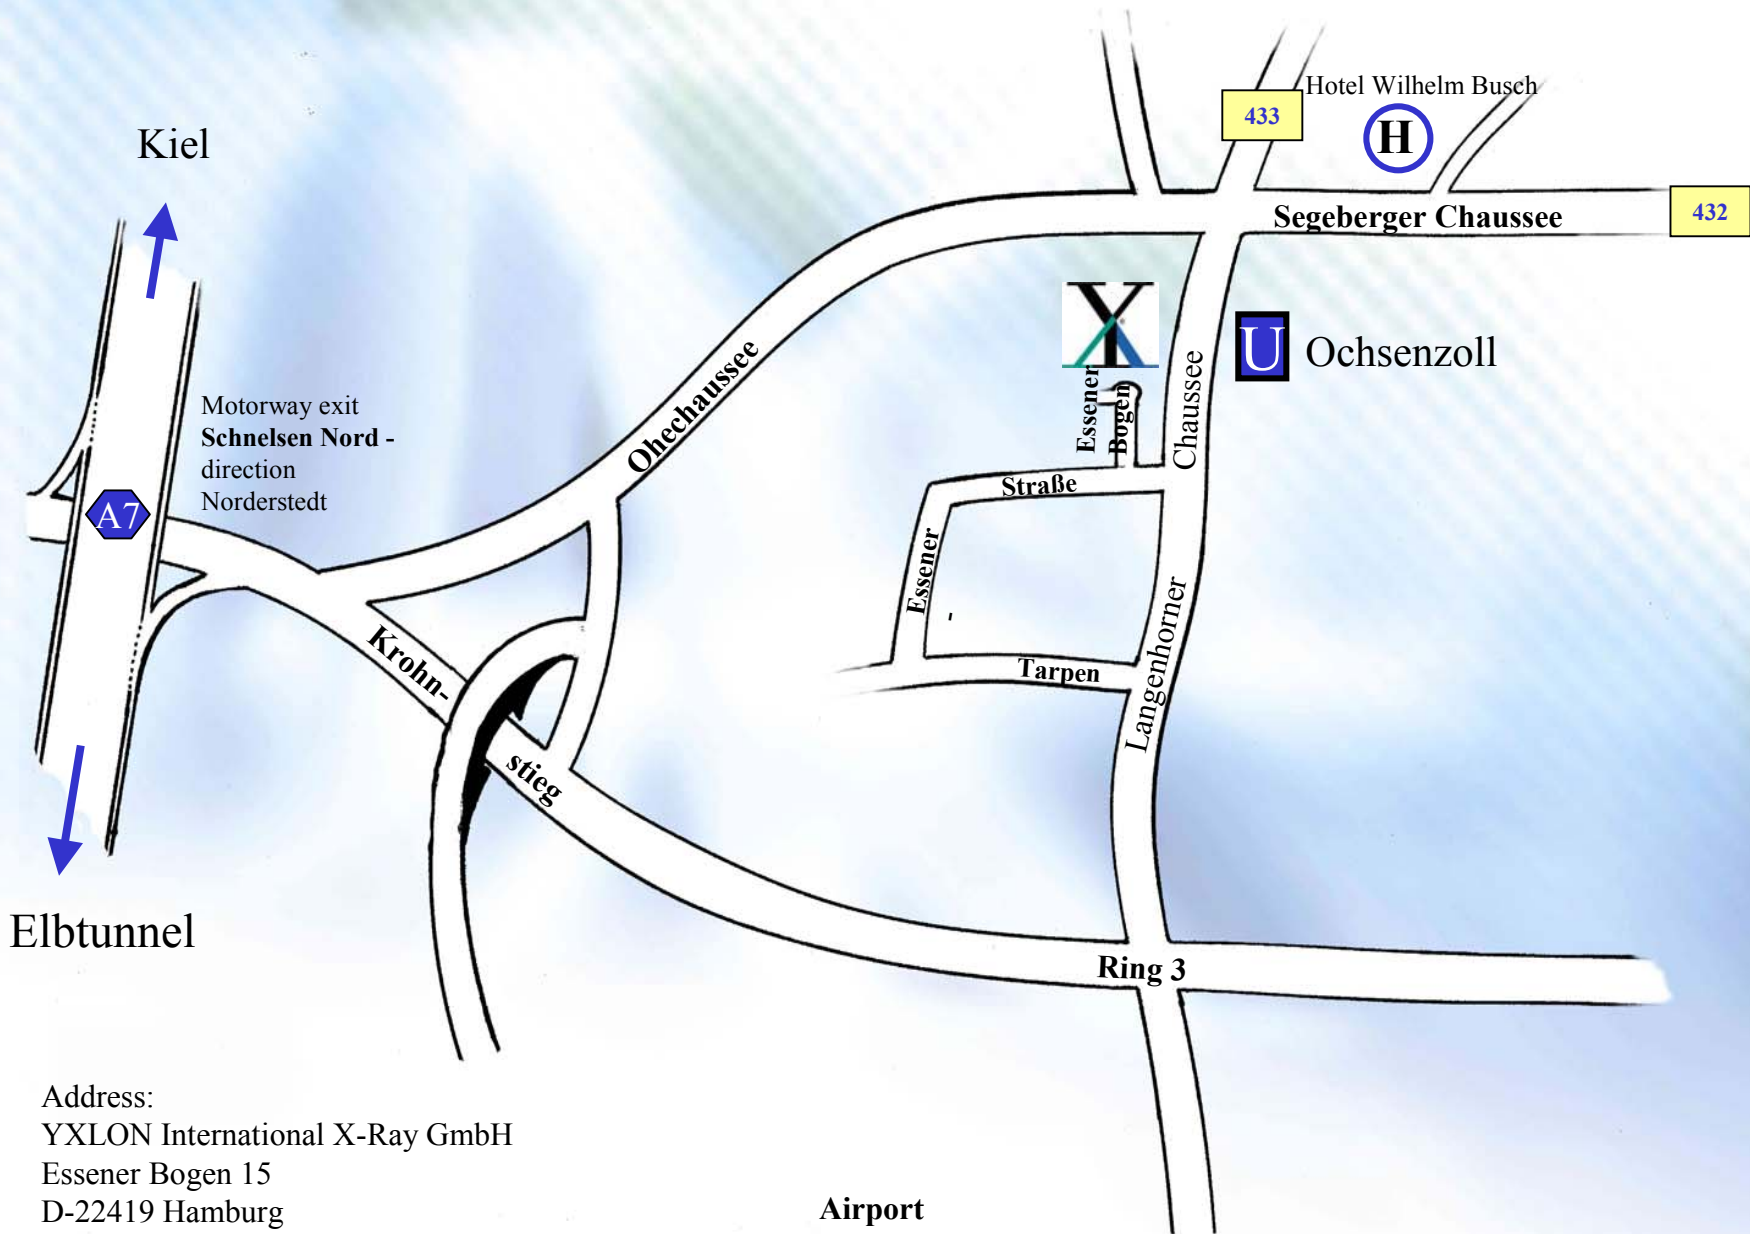 Hotel Wilhelm Busch
433
H
Kiel
432
Segeberger Chaussee
YX
U
Ochsenzoll
Motorway exit
Schnelsen Nord -
direction
Norderstedt
A7
Ohechaussee
Essener
Bogen
Chaussee
Straße
Essener
Tarpen
Langenhorner
Krohn-
stieg
Elbtunnel
Ring 3
Address:
YXLON International X-Ray GmbH
Essener Bogen 15
D-22419 Hamburg
Airport